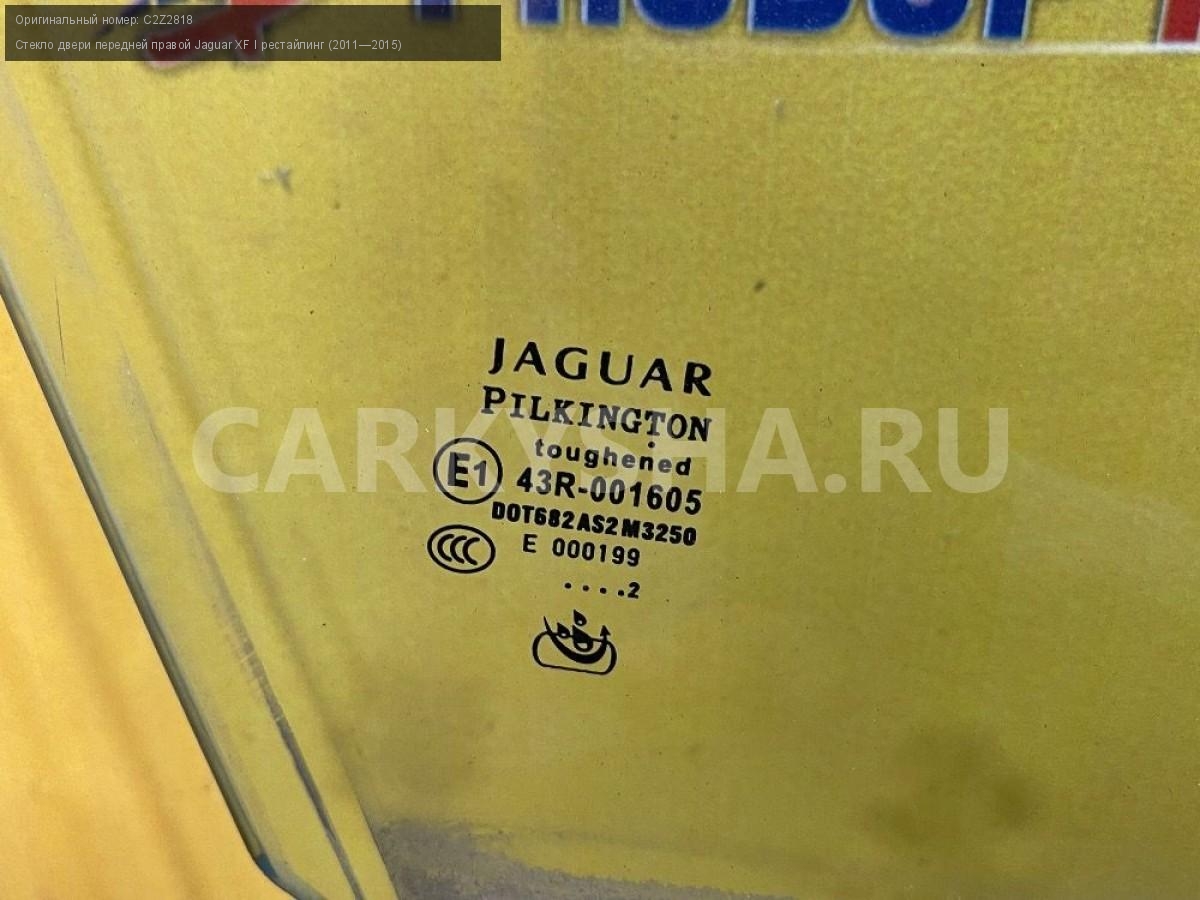 Оригинальный номер: C2Z2818
Стекло двери передней правой Jaguar XF I рестайлинг (2011—2015)
JAGUAR
PILKINGTON
CARKYSHA.RU
toughened
E1 43R-001605
DOT682AS2M3250
CCC E 000199
....2